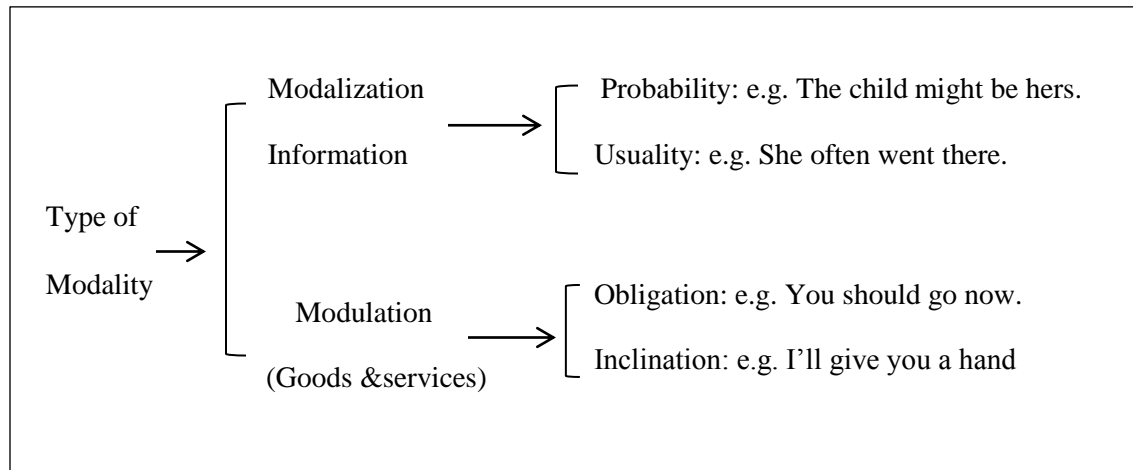 Modalization
Information
Probability: e.g. The child might be hers.
Usuality: e.g. She often went there.
Type of
Modality
Modulation
(Goods &services)
Obligation: e.g. You should go now.
Inclination: e.g. I’ll give you a hand